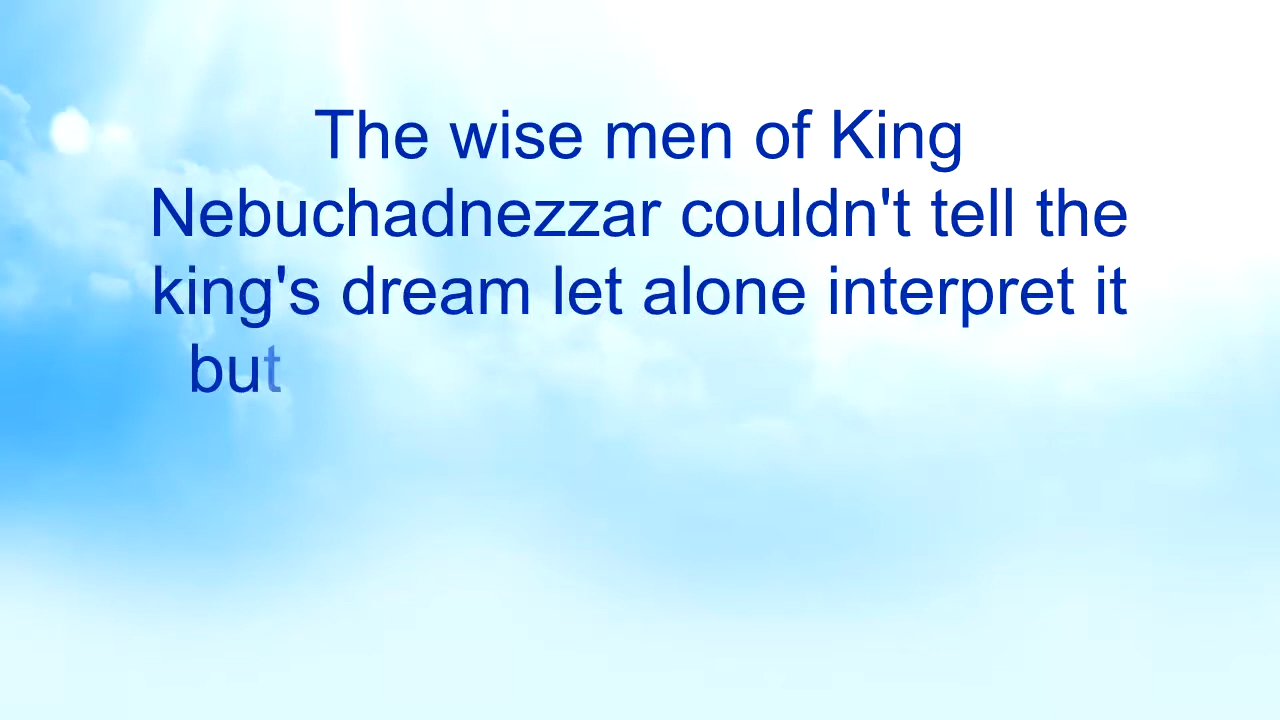 The wise men of King
Nebuchadnezzar couldn't tell the
king's dream let alone interpret it
but